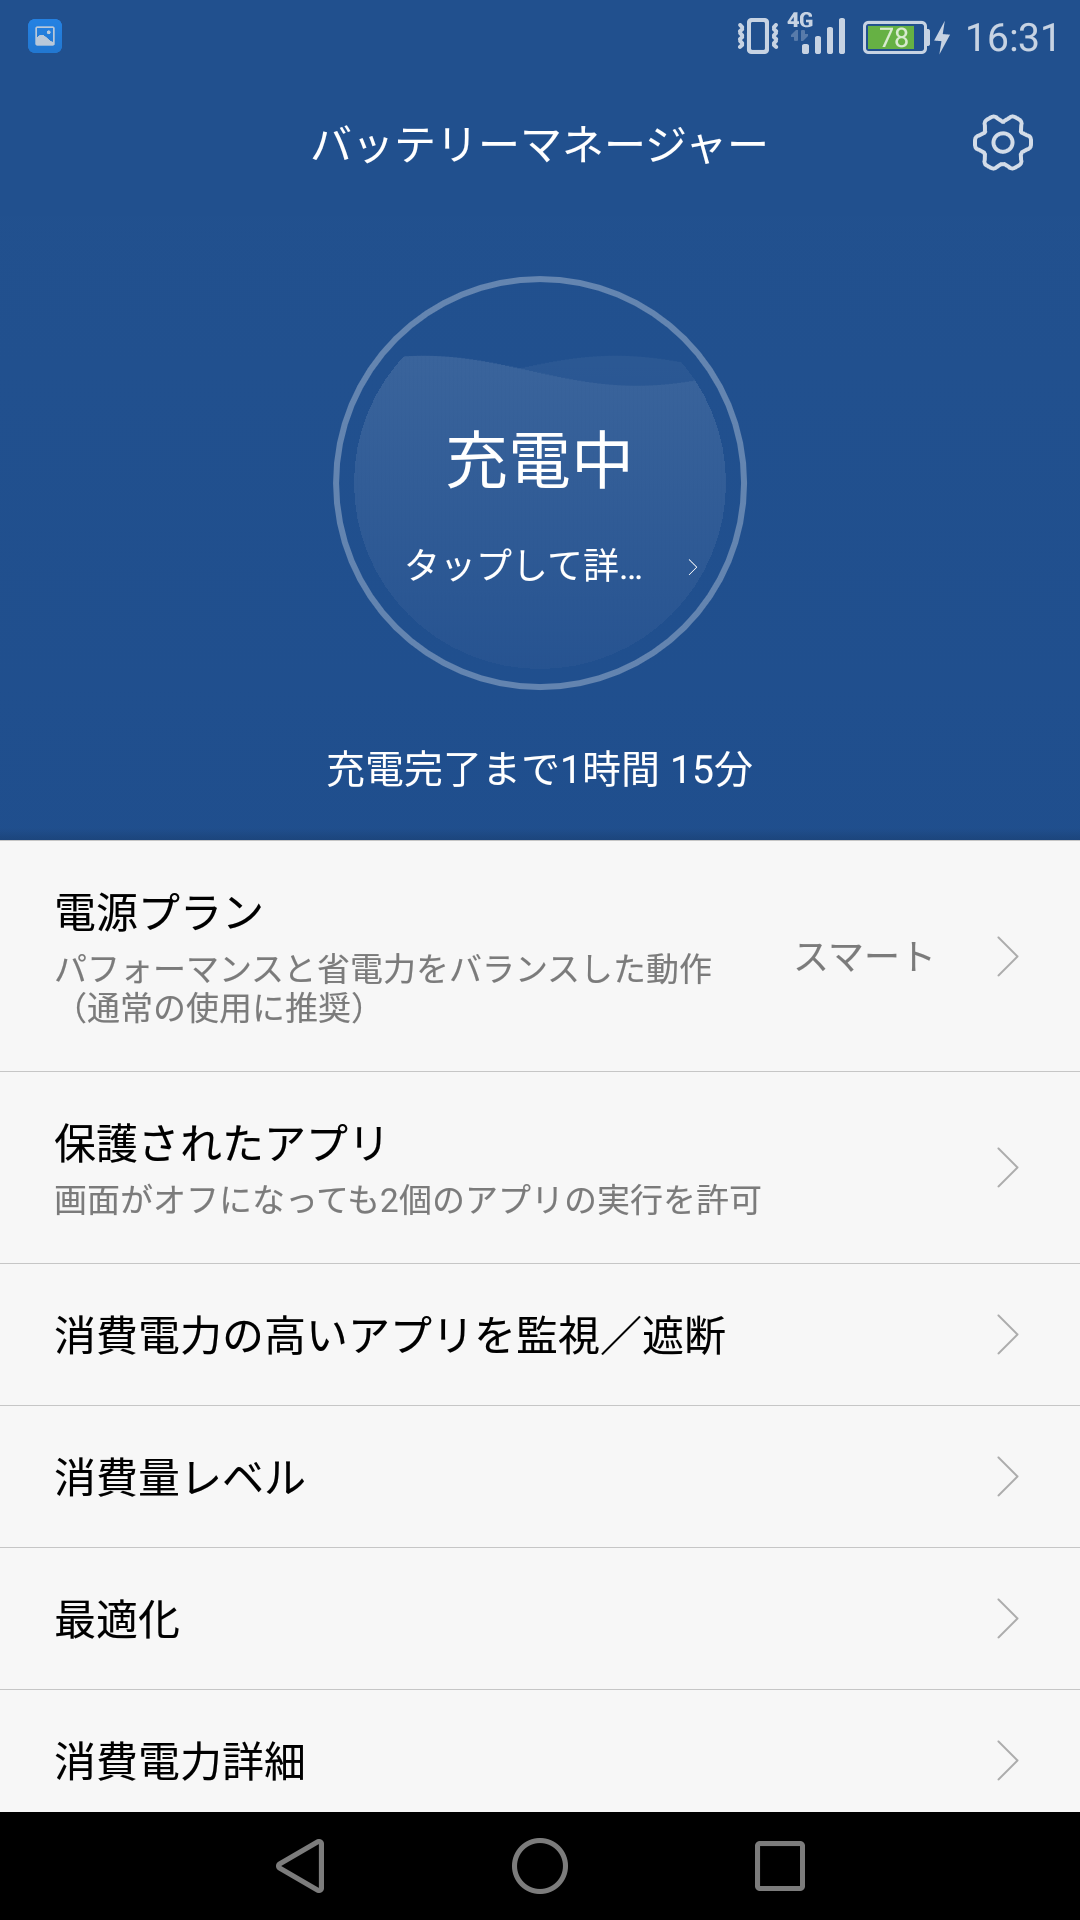 4G
78
16:31
バッテリーマネージャー
充電中
タップして詳...
充電完了まで1時間 15分
電源プラン
パフォーマンスと省電力をバランスした動作
（通常の使用に推奨）
スマート
保護されたアプリ
画面がオフになっても2個のアプリの実行を許可
消費電力の高いアプリを監視／遮断
消費量レベル
最適化
消費電力詳細